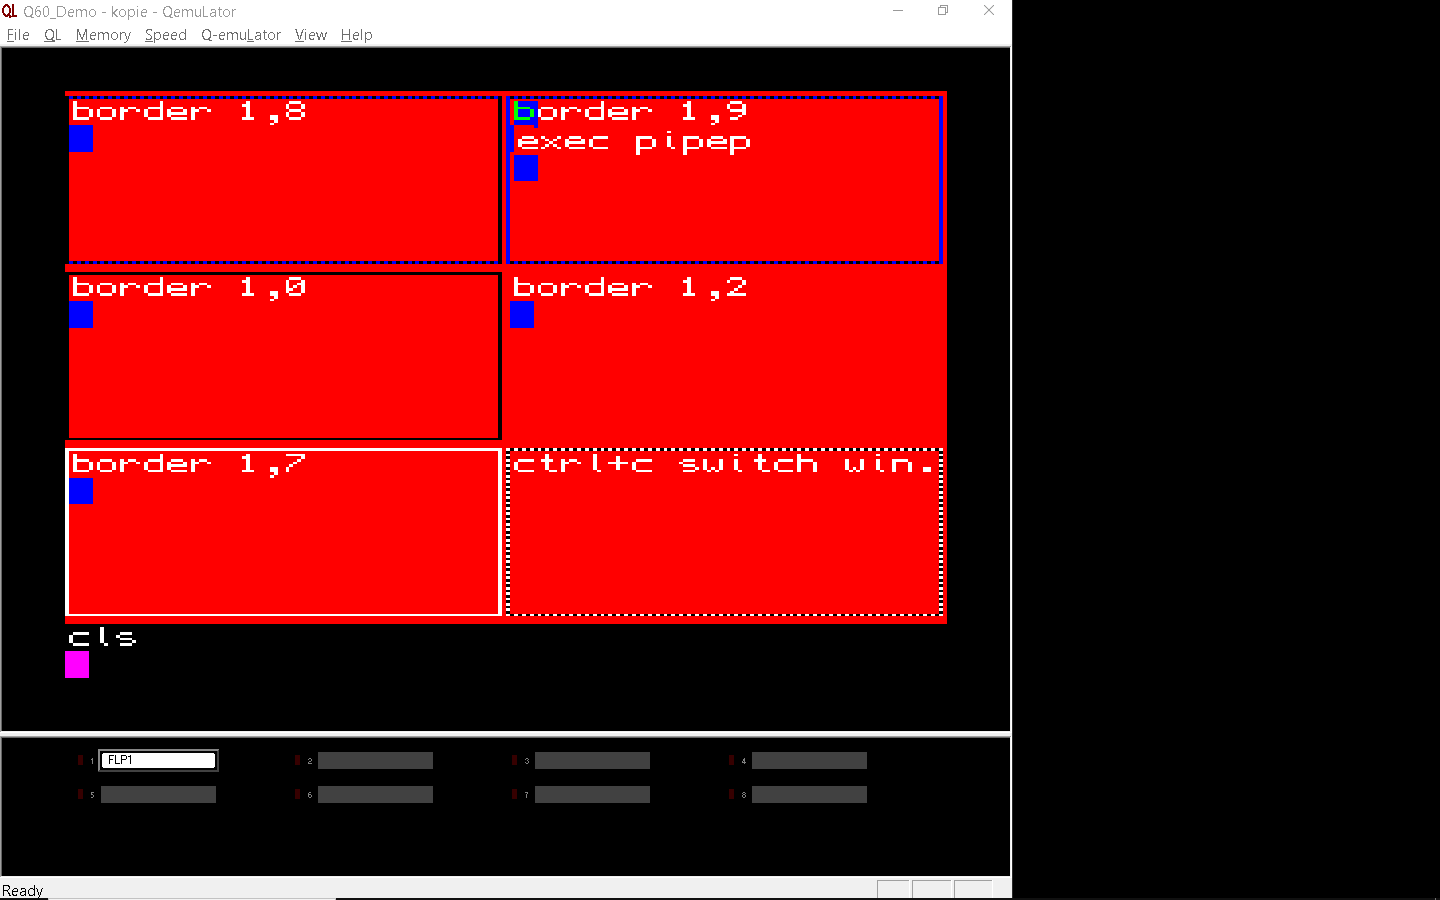 QL Q60_Demo - kopie - QemuLator
File QL Memory Speed Q-emuLator View Help
border 1,8
border 1,9
exec pipep
border 1,0
border 1,2
border 1,7
ctrl+c switch win.
cls
1 FLP1 2 3 4
5 6 7 8
Ready